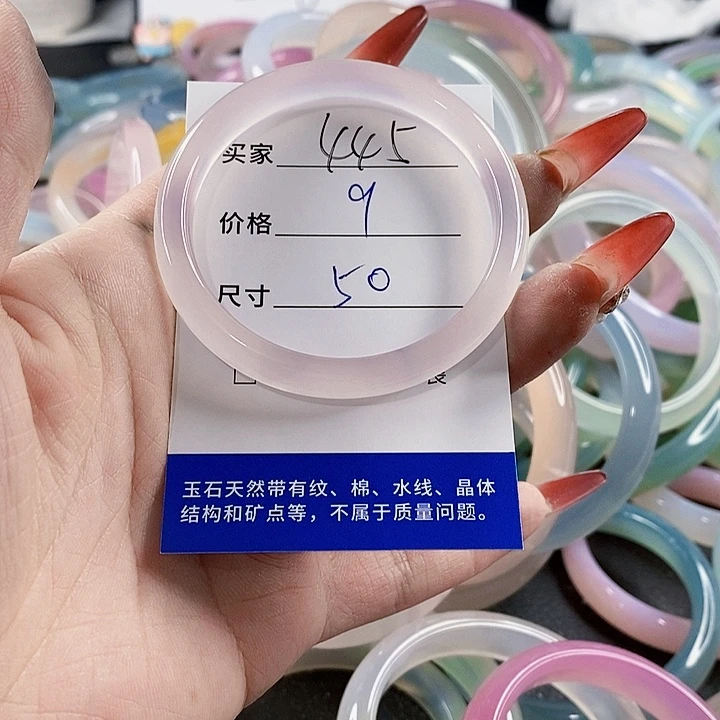 买家 445
价格 9
尺寸 50
玉石天然带有纹、棉、水线、晶体
结构和矿点等，不属于质量问题。